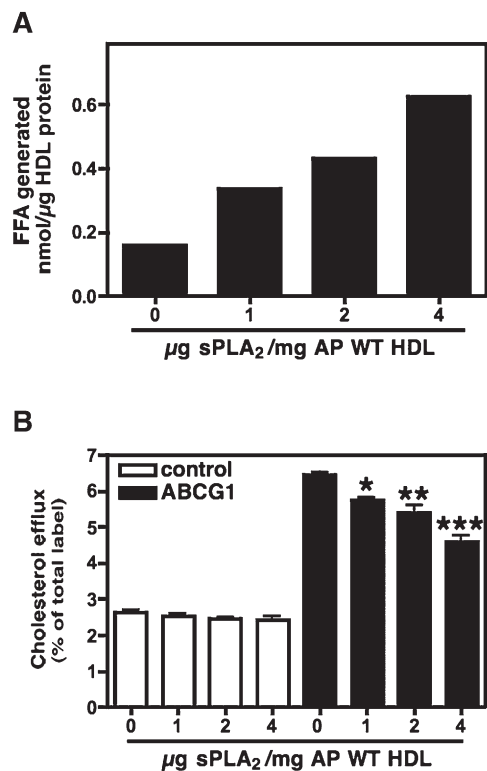 A
FFA generated
nmol/µg HDL protein
0.6
0.4
0.2
0.0
0 1 2 4
µg sPLA₂/mg AP WT HDL
B
Cholesterol efflux
(% of total label)
7
6
5
4
3
2
1
0
control
ABCG1
* ** ***
0 1 2 4 0 1 2 4
µg sPLA₂/mg AP WT HDL